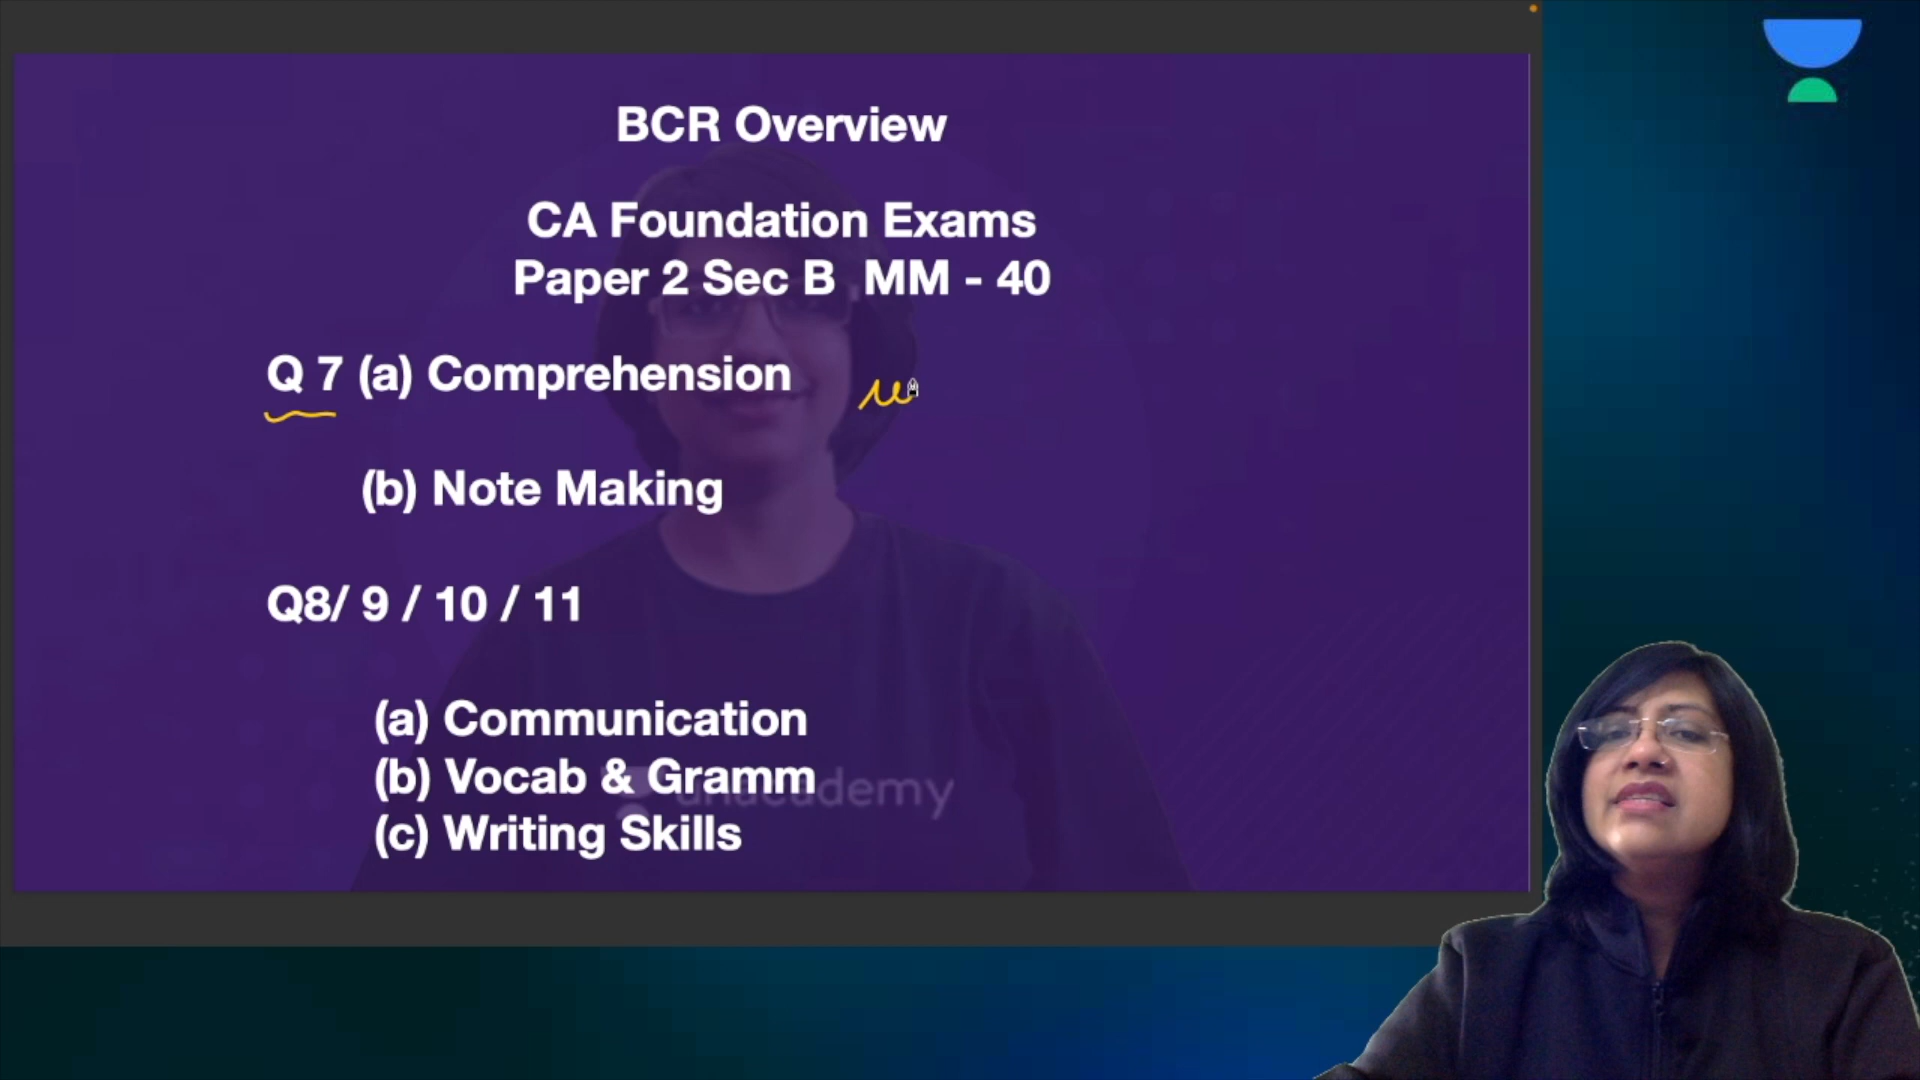 BCR Overview
CA Foundation Exams
Paper 2 Sec B MM - 40
Q 7 (a) Comprehension
(b) Note Making
Q8/ 9 / 10 / 11
(a) Communication
(b) Vocab & Gramm
(c) Writing Skills
unacademy